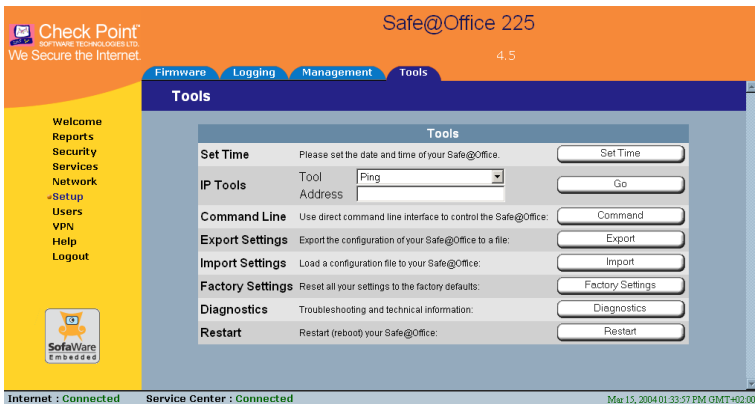 Check Point™
SOFTWARE TECHNOLOGIES LTD.
We Secure the Internet.
Safe@Office 225
4.5
Firmware Logging Management Tools
Tools
Welcome
Reports
Security
Services
Network
Setup
Users
VPN
Help
Logout
Tools
Set Time Please set the date and time of your Safe@Office. Set Time
IP Tools Tool Ping Go
Address
Command Line Use direct command line interface to control the Safe@Office: Command
Export Settings Export the configuration of your Safe@Office to a file: Export
Import Settings Load a configuration file to your Safe@Office: Import
Factory Settings Reset all your settings to the factory defaults: Factory Settings
Diagnostics Troubleshooting and technical information: Diagnostics
Restart Restart (reboot) your Safe@Office: Restart
SofaWare
Embedded
Internet : Connected Service Center : Connected Mar 15, 2004 01:33:57 PM GMT+02:00